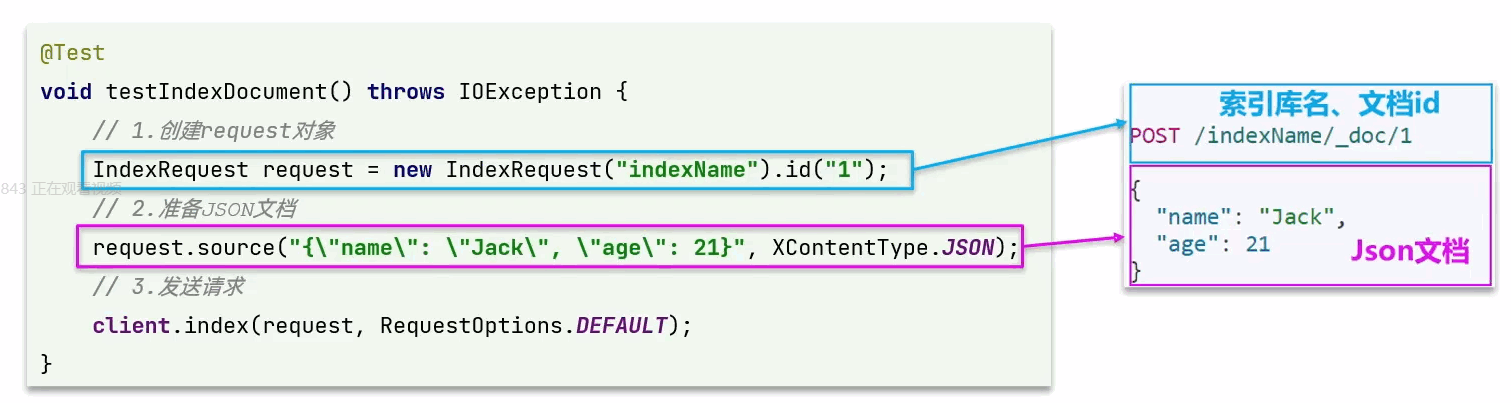 @Test
void testIndexDocument() throws IOException {
// 1.创建request对象
IndexRequest request = new IndexRequest("indexName").id("1");
843 正在观看视频
// 2.准备JSON文档
request.source("{\"name\": \"Jack\", \"age\": 21}", XContentType.JSON);
// 3.发送请求
client.index(request, RequestOptions.DEFAULT);
}
索引库名、文档id
POST /indexName/_doc/1
{
"name": "Jack",
"age": 21
Json文档
}